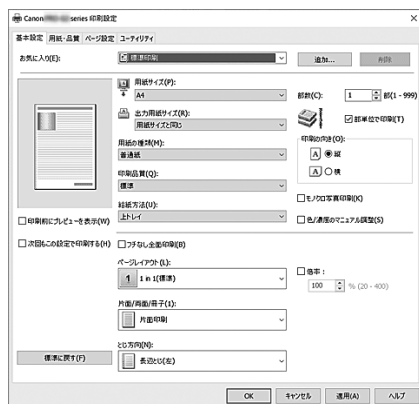 Canon series 印刷設定
基本設定 用紙・品質 ページ設定 ユーティリティ
お気に入り(E): 標準印刷 追加... 削除
用紙サイズ(P):
A4
部数(C): 1 部(1 - 999)
出力用紙サイズ(R):
用紙サイズと同じ
部単位で印刷(T)
用紙の種類(M):
普通紙
印刷の向き(O):
A 縦
A 横
印刷品質(Q):
標準
給紙方法(U):
上トレイ
モノクロ写真印刷(K)
印刷前にプレビューを表示(W)
色/濃度のマニュアル調整(S)
次回もこの設定で印刷する(H)
フチなし全面印刷(B)
ページレイアウト(L):
1 1 in 1(標準)
倍率：
100 % (20 - 400)
片面/両面/冊子(1):
片面印刷
とじ方向(N):
長辺とじ(左)
標準に戻す(F)
OK キャンセル 適用(A) ヘルプ